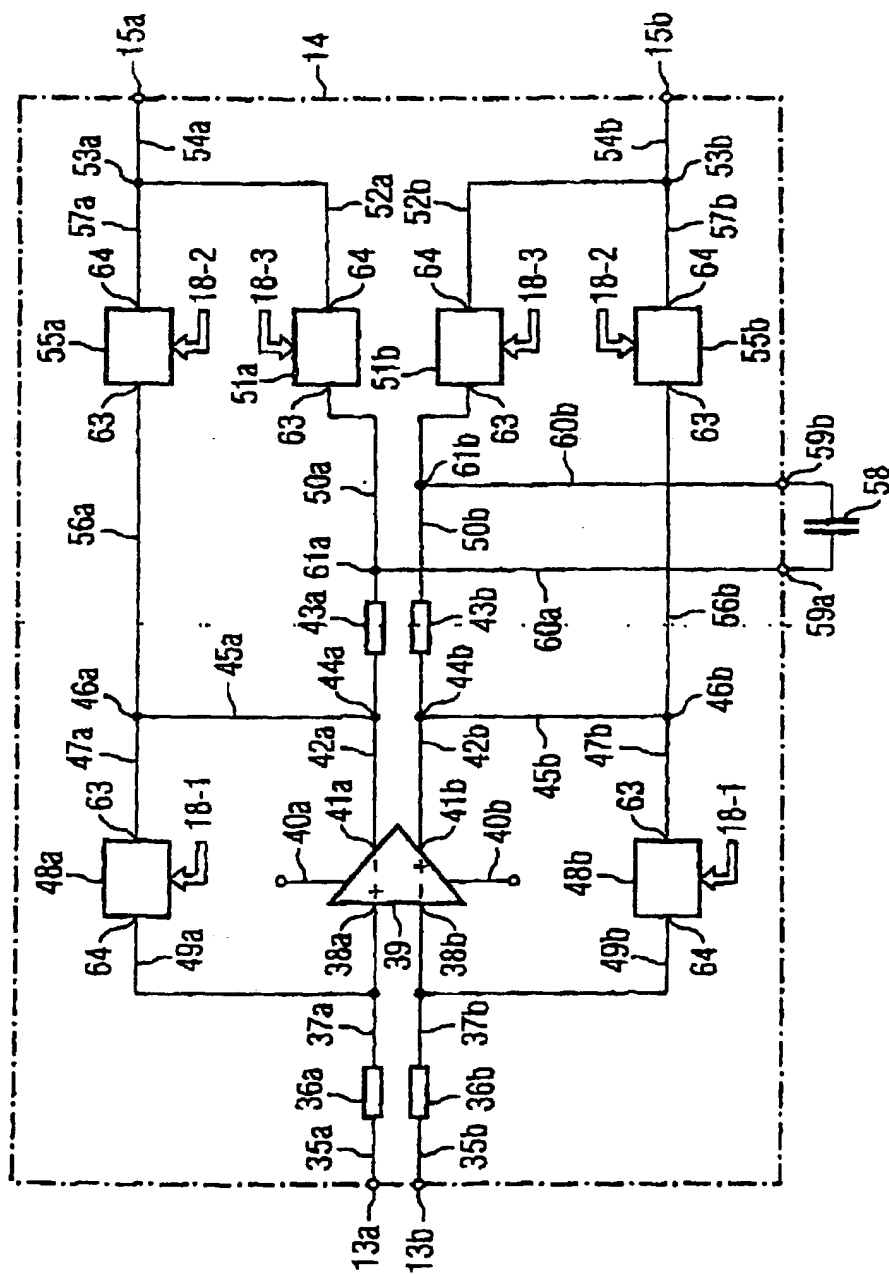 48a
55a
46a
53a
15a
64
63
47a
56a
63
64
57a
49a
18-1
45a
18-2
54a
14
40a
18-3
64
51a
52a
36a
38a
41a
44a
43a
61a
63
35a
37a
42a
50a
13a
+
−
39
−
+
13b
35b
37b
42b
50b
36b
38b
41b
44b
43b
61b
63
51b
64
52b
40b
60a
60b
18-3
49b
18-1
45b
18-2
54b
64
63
47b
56b
63
64
57b
15b
48b
46b
55b
53b
59a
59b
58